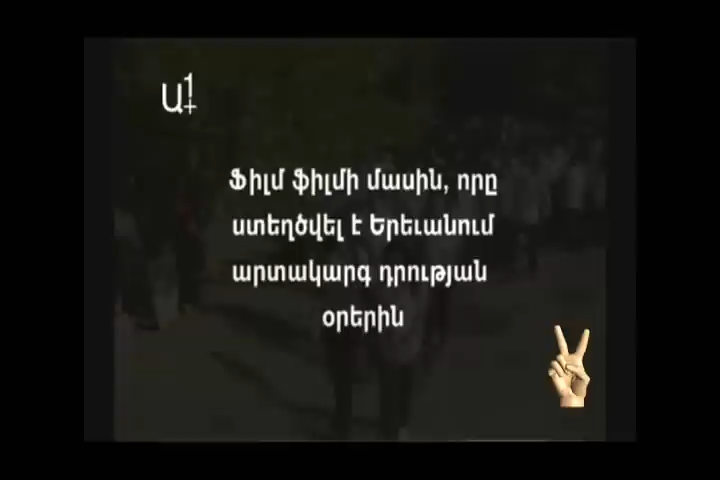 Ա1+
Ֆիլմ ֆիլմի մասին, որը
ստեղծվել է Երեւանում
արտակարգ դրության
օրերին